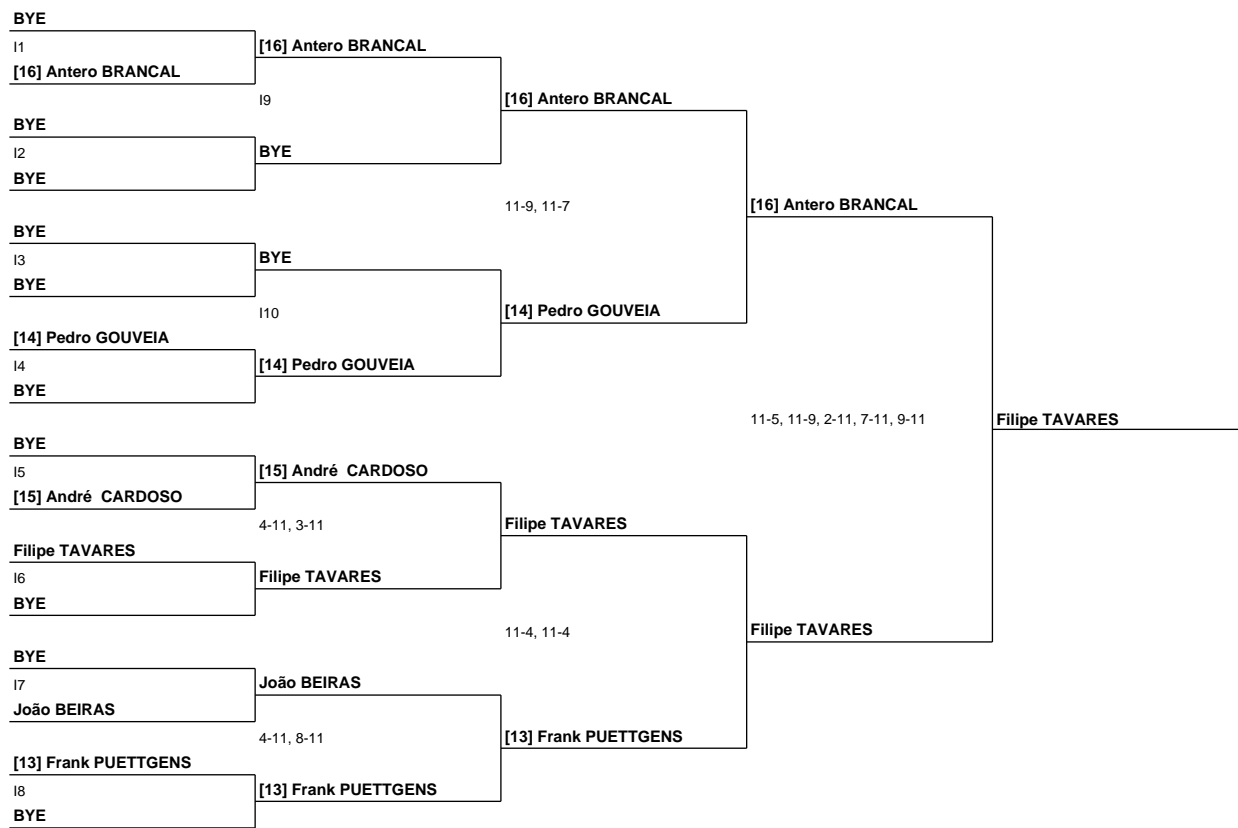 BYE
I1
[16] Antero BRANCAL
[16] Antero BRANCAL
I9
[16] Antero BRANCAL
BYE
I2
BYE
BYE
11-9, 11-7
[16] Antero BRANCAL
BYE
I3
BYE
BYE
I10
[14] Pedro GOUVEIA
[14] Pedro GOUVEIA
I4
[14] Pedro GOUVEIA
BYE
11-5, 11-9, 2-11, 7-11, 9-11
Filipe TAVARES
BYE
I5
[15] André  CARDOSO
[15] André  CARDOSO
4-11, 3-11
Filipe TAVARES
Filipe TAVARES
I6
Filipe TAVARES
BYE
11-4, 11-4
Filipe TAVARES
BYE
I7
João BEIRAS
João BEIRAS
4-11, 8-11
[13] Frank PUETTGENS
[13] Frank PUETTGENS
I8
[13] Frank PUETTGENS
BYE